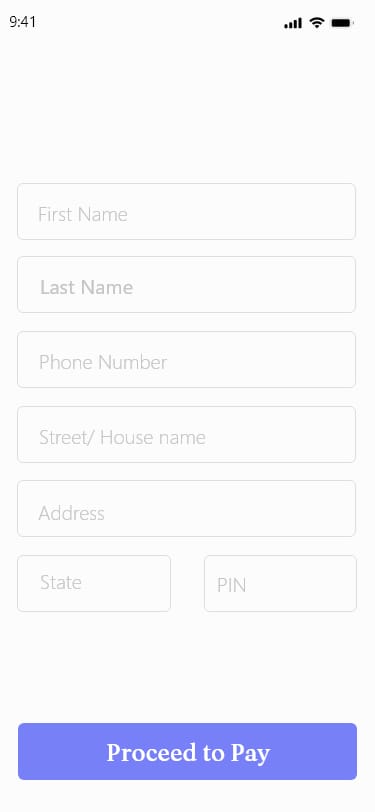 9:41
First Name
Last Name
Phone Number
Street/ House name
Address
State
PIN
Proceed to Pay